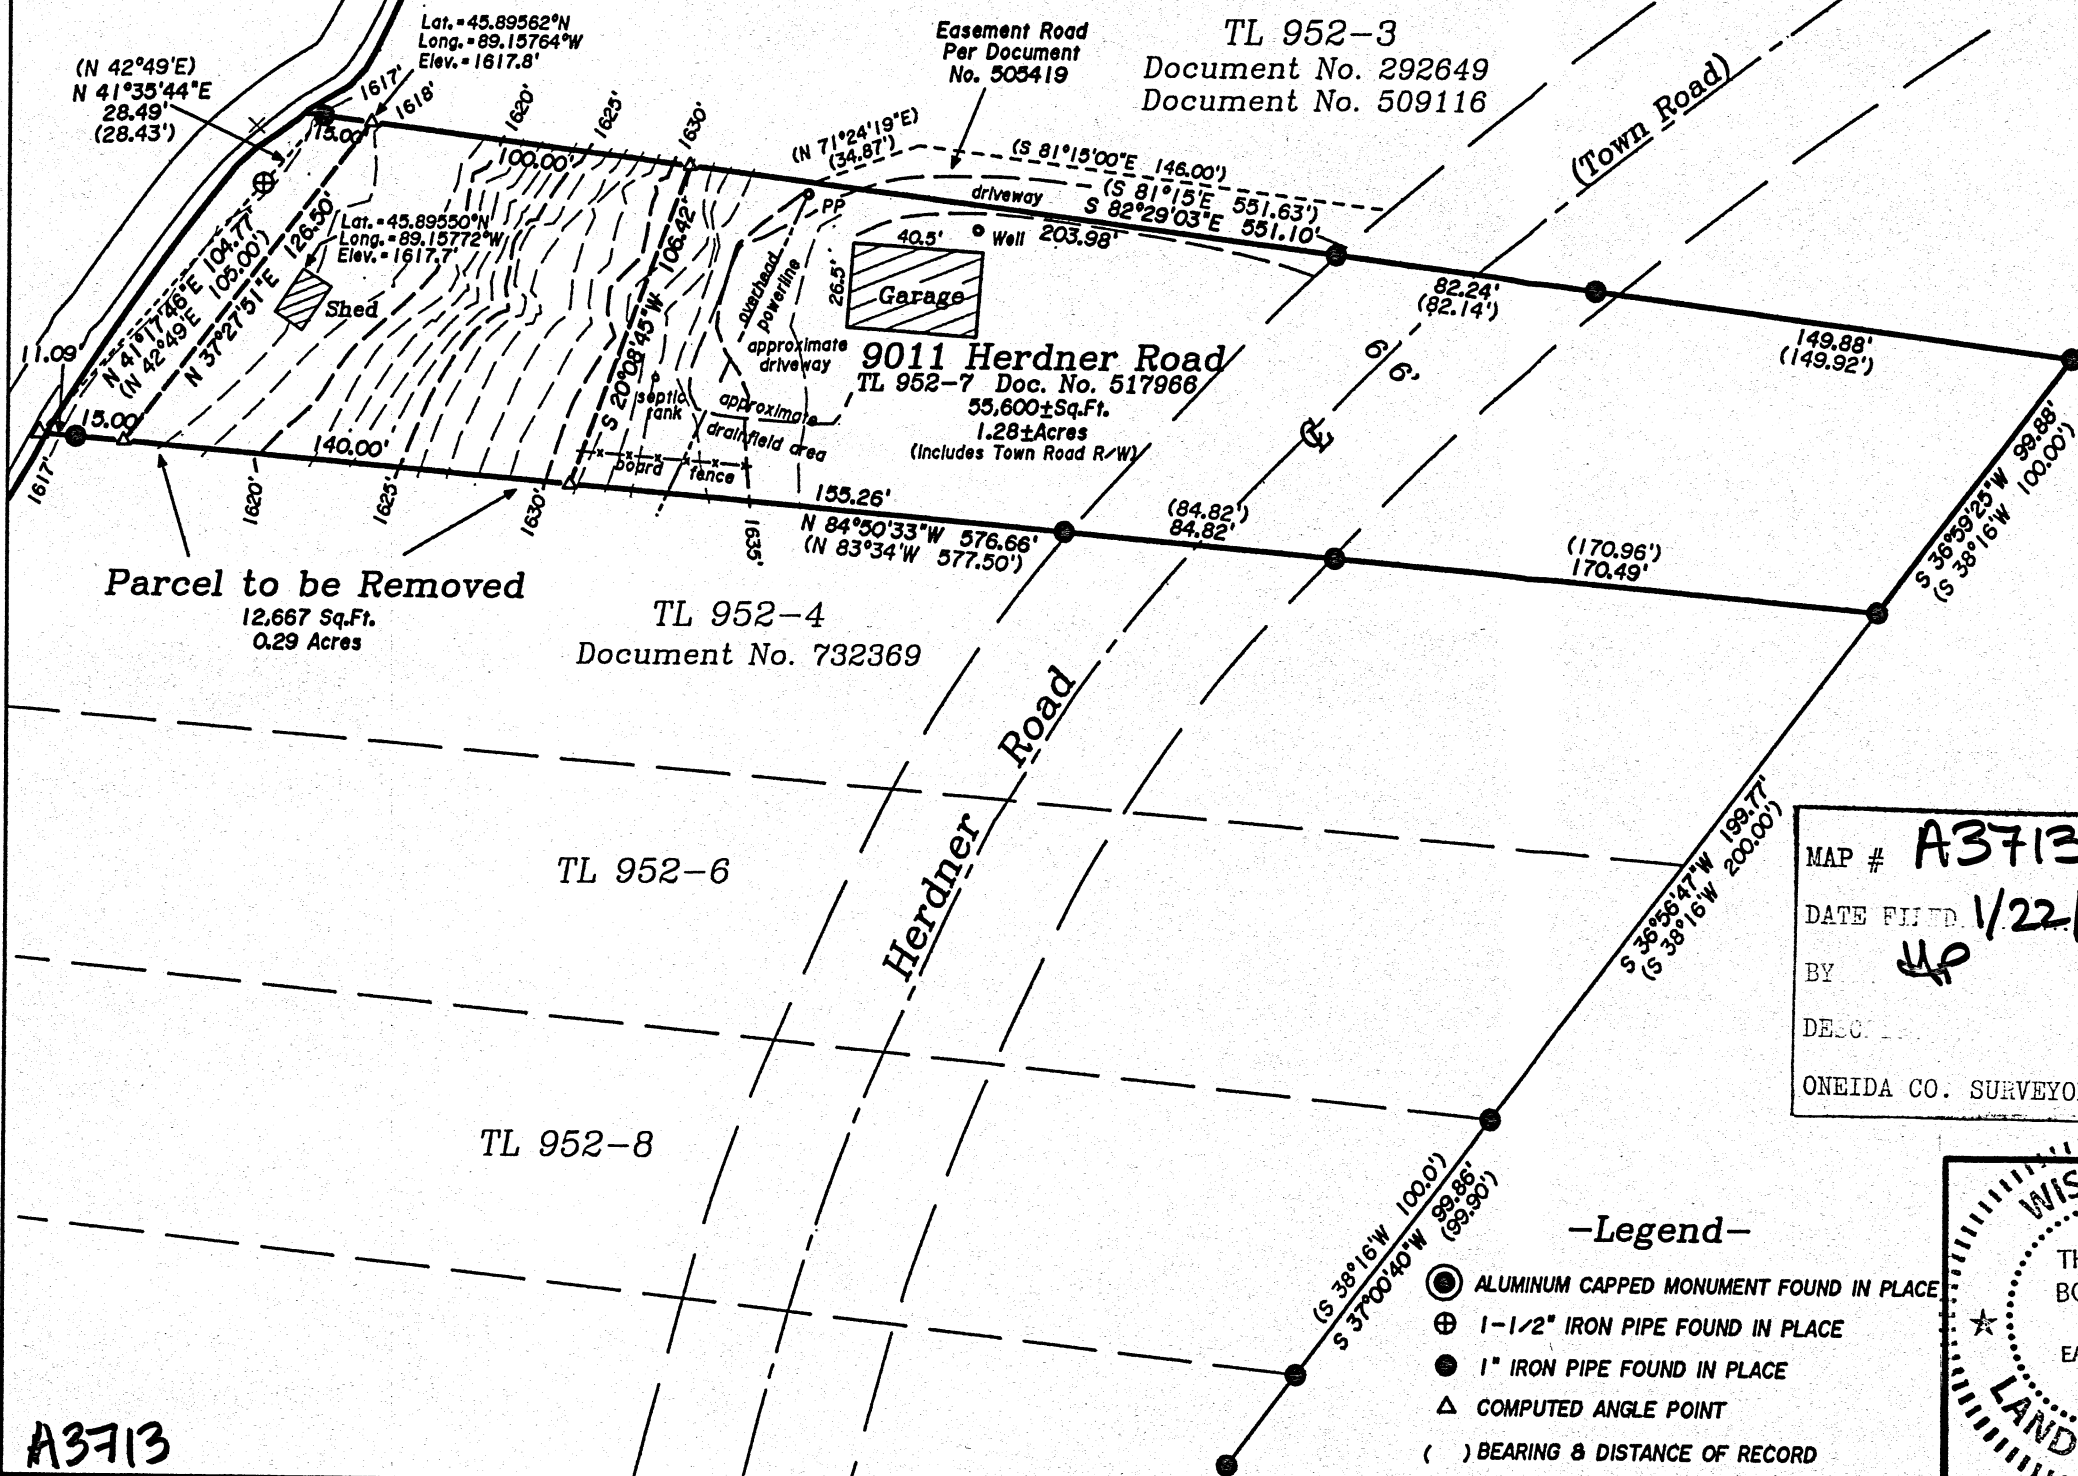 Lat.=45.89562°N
Long.=89.15764°W
Elev.=1617.8'
(N 42°49'E)
N 41°35'44"E
28.49'
(28.43')
1617'
1618'
15.00'
1620'
1625'
1630'
100.00'
Easement Road
Per Document
No. 505419
TL 952-3
Document No. 292649
Document No. 509116
(Town Road)
(N 71°24'19"E)
(34.87')
(S 81°15'00"E 146.00')
driveway
(S 81°15'E 551.63')
S 82°29'03"E 551.10'
203.98'
Well
PP
40.5'
26.5'
Garage
overhead
powerline
approximate
driveway
82.24'
(82.14')
149.88'
(149.92')
66'
℄
9011 Herdner Road
TL 952-7 Doc. No. 517966
55,600±Sq.Ft.
1.28±Acres
(Includes Town Road R/W)
Lat.=45.89550°N
Long.=89.15772°W
Elev.=1617.7'
Shed
N 41°17'46"E 104.77'
(N 42°49'E 105.00')
N 37°27'51"E 126.50'
S 20°08'45"W 106.42'
septic
tank
approximate
drainfield area
board fence
11.09'
15.00'
140.00'
1617'
1620'
1625'
1630'
1635'
155.26'
N 84°50'33"W 576.66'
(N 83°34'W 577.50')
(84.82')
84.82'
(170.96')
170.49'
S 36°59'25"W 99.88'
(S 38°16'W 100.00')
Parcel to be Removed
12,667 Sq.Ft.
0.29 Acres
TL 952-4
Document No. 732369
Herdner Road
TL 952-6
TL 952-8
S 36°56'47"W 199.77'
(S 38°16'W 200.00')
MAP # A3713
DATE FILED 1/22/
BY
ONEIDA CO. SURVEYO
(S 38°16'W 100.0')
S 37°00'40"W 99.86'
(99.90')
-Legend-
ALUMINUM CAPPED MONUMENT FOUND IN PLACE
1-1/2" IRON PIPE FOUND IN PLACE
1" IRON PIPE FOUND IN PLACE
COMPUTED ANGLE POINT
( ) BEARING & DISTANCE OF RECORD
WIS
TH
BO
EA
LAND
A3713